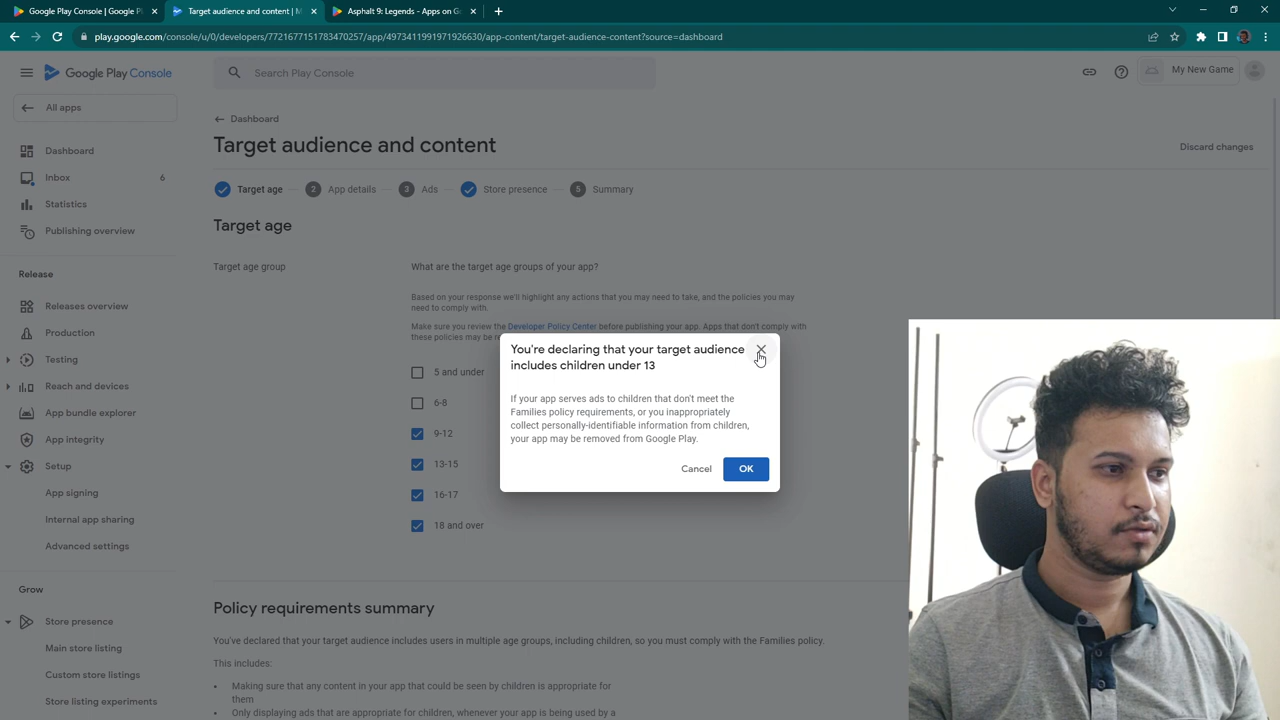 Google Play Console
Target audience and content | M
Asphalt 9: Legends - Apps on Go
play.google.com/console/u/0/developers/7721677151783470257/app/4973411991971926630/app-content/target-audience-content?source=dashboard
Google Play Console
Search Play Console
My New Game
All apps
Dashboard
Inbox
6
Statistics
Publishing overview
Release
Releases overview
Production
Testing
Reach and devices
App bundle explorer
App integrity
Setup
App signing
Internal app sharing
Advanced settings
Grow
Store presence
Main store listing
Custom store listings
Store listing experiments
Dashboard
Target audience and content
Discard changes
Target age
2 App details
3 Ads
Store presence
5 Summary
Target age
Target age group
What are the target age groups of your app?
Based on your response we'll highlight any actions that you may need to take, and the policies you may
need to comply with.
Make sure you review the Developer Policy Center before publishing your app. Apps that don't comply with
these policies may be re
5 and under
6-8
9-12
13-15
16-17
18 and over
You're declaring that your target audience
includes children under 13
If your app serves ads to children that don't meet the
Families policy requirements, or you inappropriately
collect personally-identifiable information from children,
your app may be removed from Google Play.
Cancel
OK
Policy requirements summary
You've declared that your target audience includes users in multiple age groups, including children, so you must comply with the Families policy.
This includes:
• Making sure that any content in your app that could be seen by children is appropriate for
them
• Only displaying ads that are appropriate for children, whenever your app is being used by a